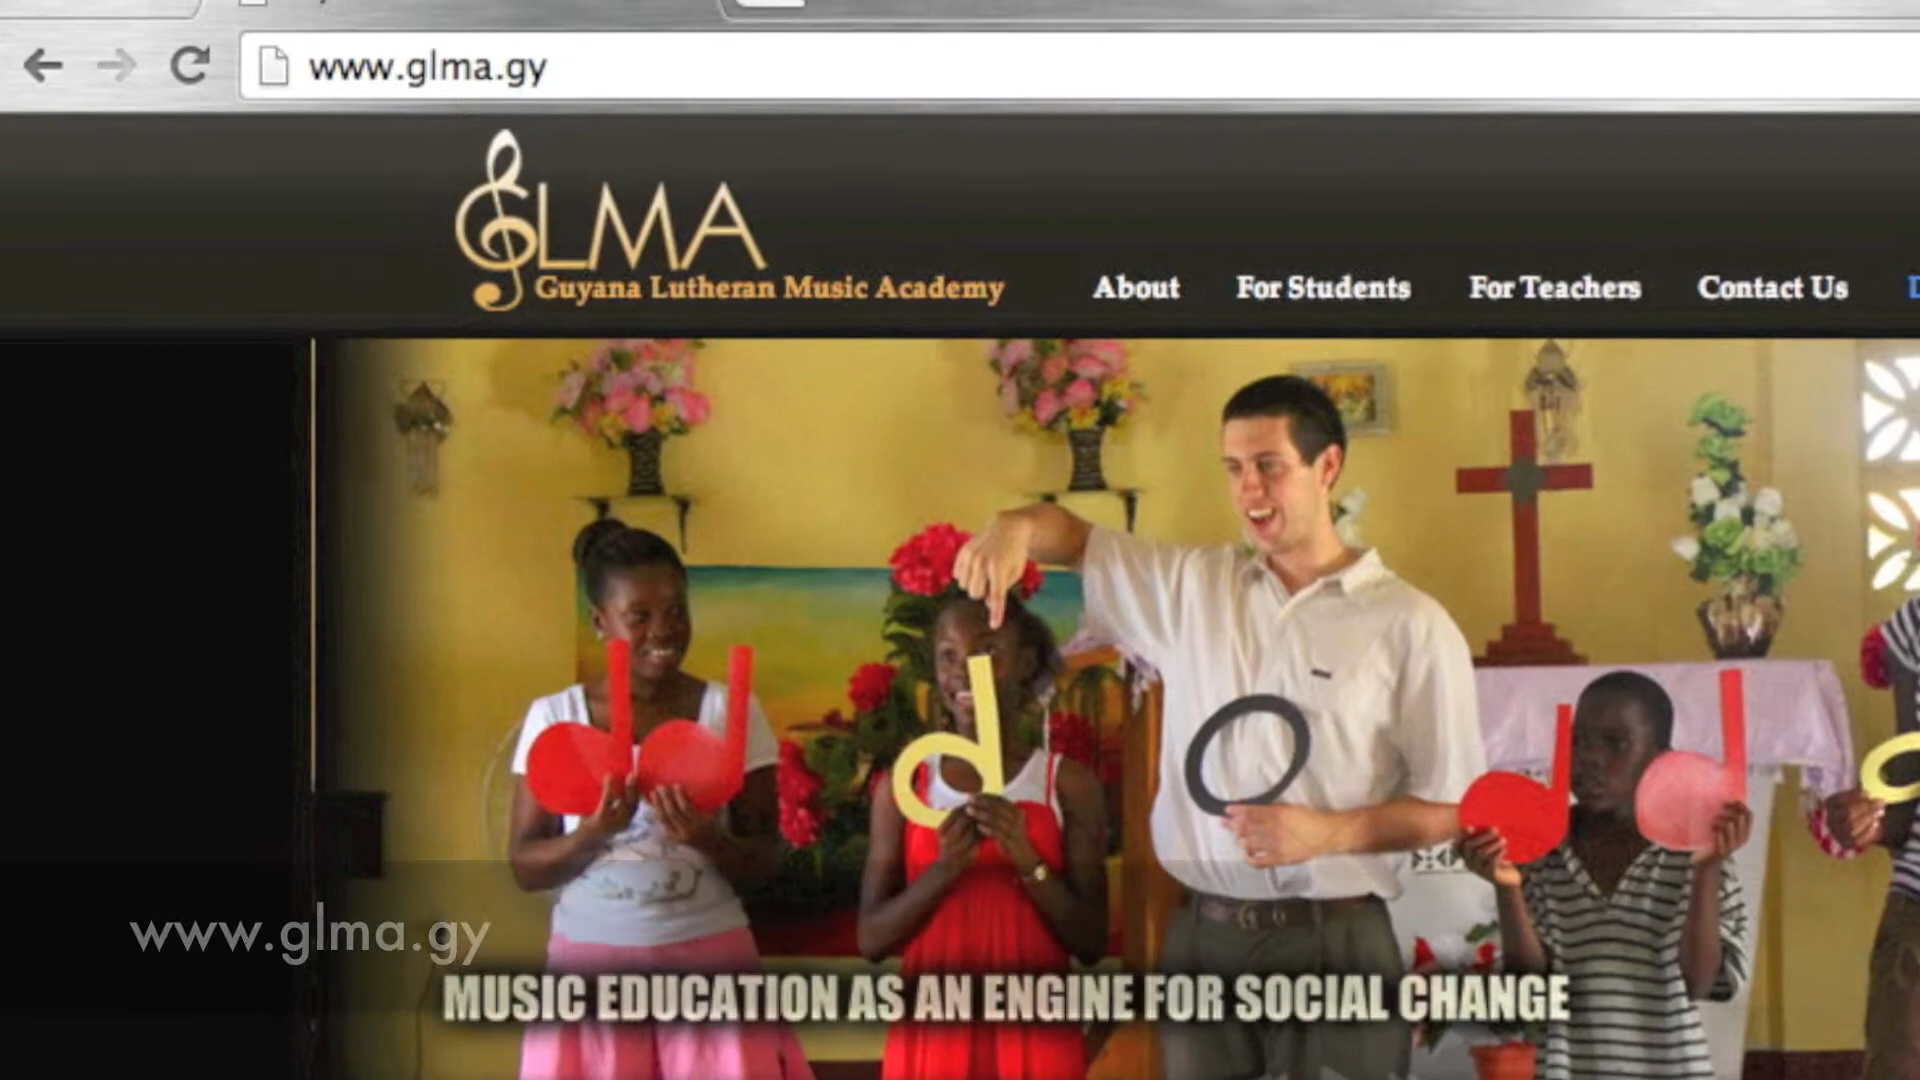 www.glma.gy
GLMA
Guyana Lutheran Music Academy
About For Students For Teachers Contact Us
www.glma.gy
MUSIC EDUCATION AS AN ENGINE FOR SOCIAL CHANGE